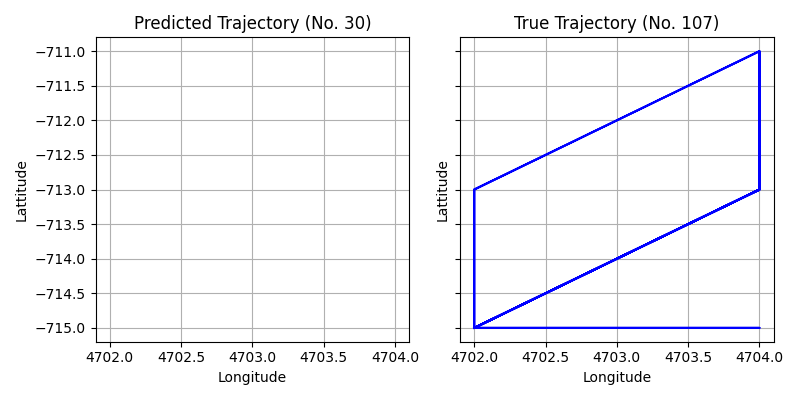 Predicted Trajectory (No. 30)
Lattitude
−711.0
−711.5
−712.0
−712.5
−713.0
−713.5
−714.0
−714.5
−715.0
4702.0 4702.5 4703.0 4703.5 4704.0
Longitude
True Trajectory (No. 107)
Lattitude
4702.0 4702.5 4703.0 4703.5 4704.0
Longitude